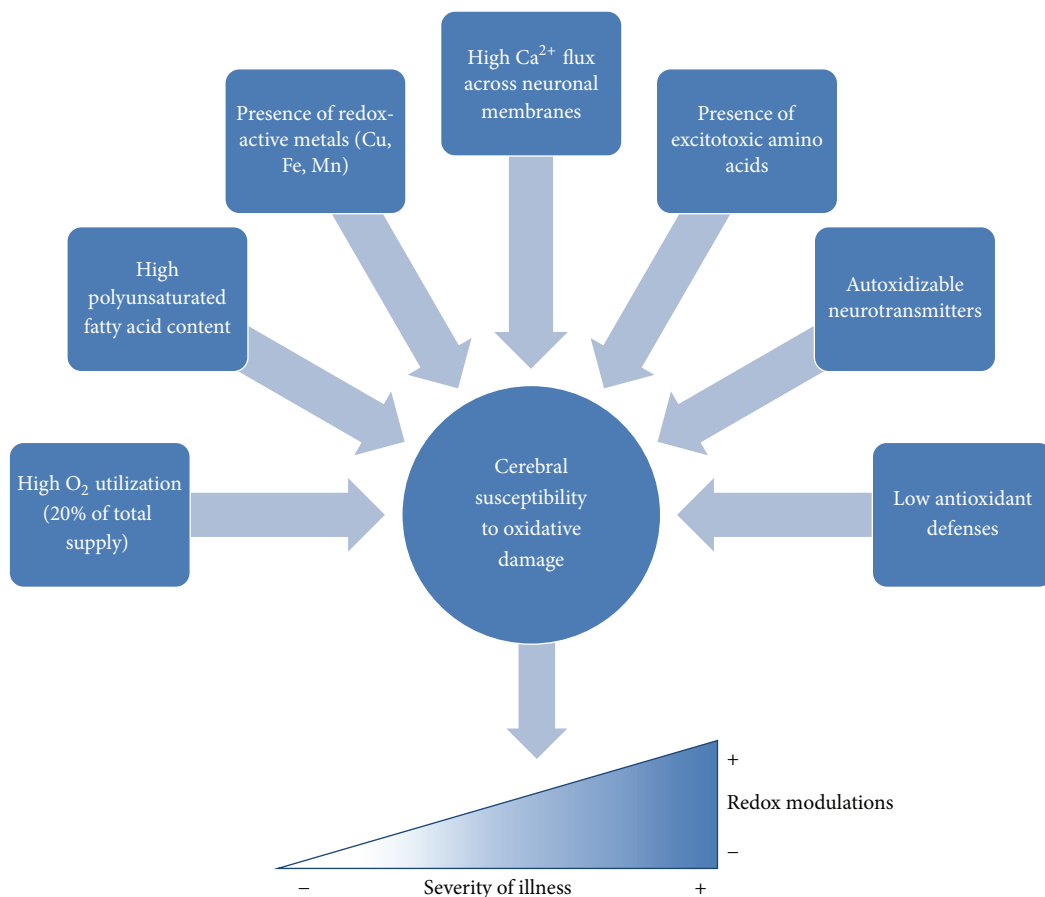 High Ca²⁺ flux
across neuronal
membranes
Presence of redox-
active metals (Cu,
Fe, Mn)
Presence of
excitotoxic amino
acids
High
polyunsaturated
fatty acid content
Autoxidizable
neurotransmitters
High O₂ utilization
(20% of total
supply)
Cerebral
susceptibility
to oxidative
damage
Low antioxidant
defenses
+
Redox modulations
−
−
Severity of illness
+